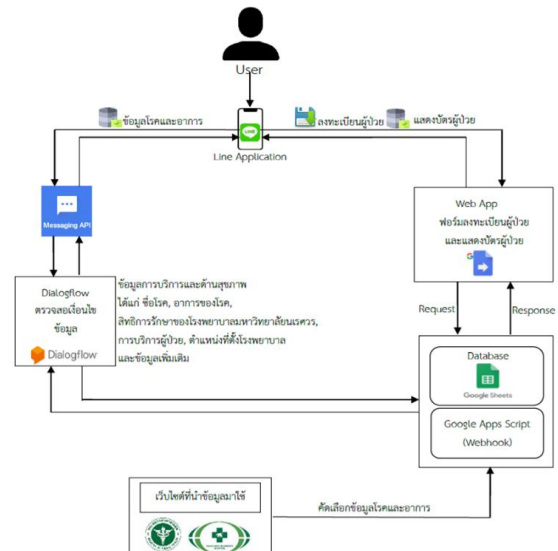 User
ข้อมูลโรคและอาการ
ลงทะเบียนผู้ป่วย
แสดงบัตรผู้ป่วย
LINE
Line Application
Messaging API
Web App
ฟอร์มลงทะเบียนผู้ป่วย
และแสดงบัตรผู้ป่วย
Dialogflow
ตรวจสอเงื่อนไข
ข้อมูล
Dialogflow
ข้อมูลการบริการและด้านสุขภาพ
ได้แก่ ชื่อโรค, อาการของโรค,
สิทธิการรักษาของโรงพยาบาลมหาวิทยาลัยนเรศวร,
การบริการผู้ป่วย, ตำแหน่งที่ตั้งโรงพยาบาล
และข้อมูลเพิ่มเติม
Request
Response
Database
Google Sheets
Google Apps Script
(Webhook)
เว็บไซต์ที่นำข้อมูลมาใช้
คัดเลือกข้อมูลโรคและอาการ